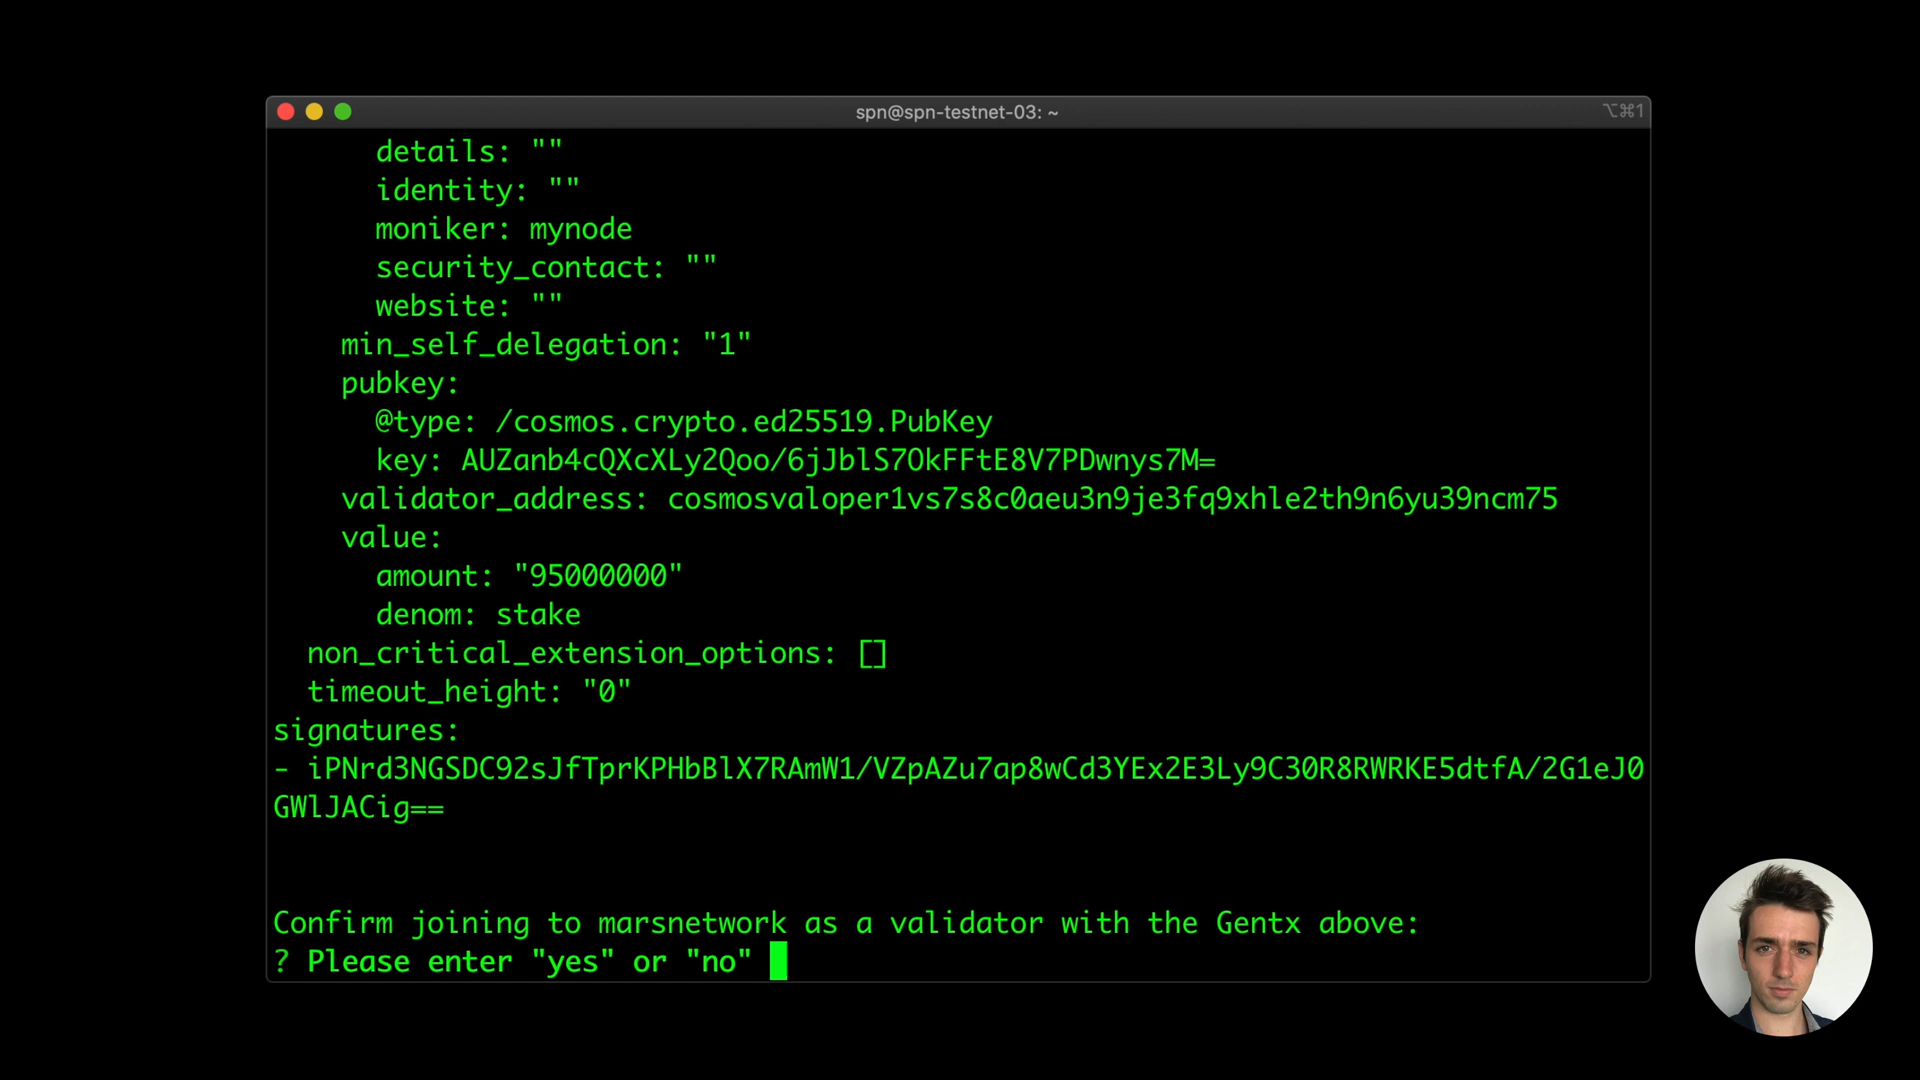 spn@spn-testnet-03: ~
⌥⌘1
details: ""
identity: ""
moniker: mynode
security_contact: ""
website: ""
min_self_delegation: "1"
pubkey:
@type: /cosmos.crypto.ed25519.PubKey
key: AUZanb4cQXcXLy2Qoo/6jJblS7OkFFtE8V7PDwnys7M=
validator_address: cosmosvaloper1vs7s8c0aeu3n9je3fq9xhle2th9n6yu39ncm75
value:
amount: "95000000"
denom: stake
non_critical_extension_options: []
timeout_height: "0"
signatures:
- iPNrd3NGSDC92sJfTprKPHbBlX7RAmW1/VZpAZu7ap8wCd3YEx2E3Ly9C30R8RWRKE5dtfA/2G1eJ0
GWlJACig==
Confirm joining to marsnetwork as a validator with the Gentx above:
? Please enter "yes" or "no"